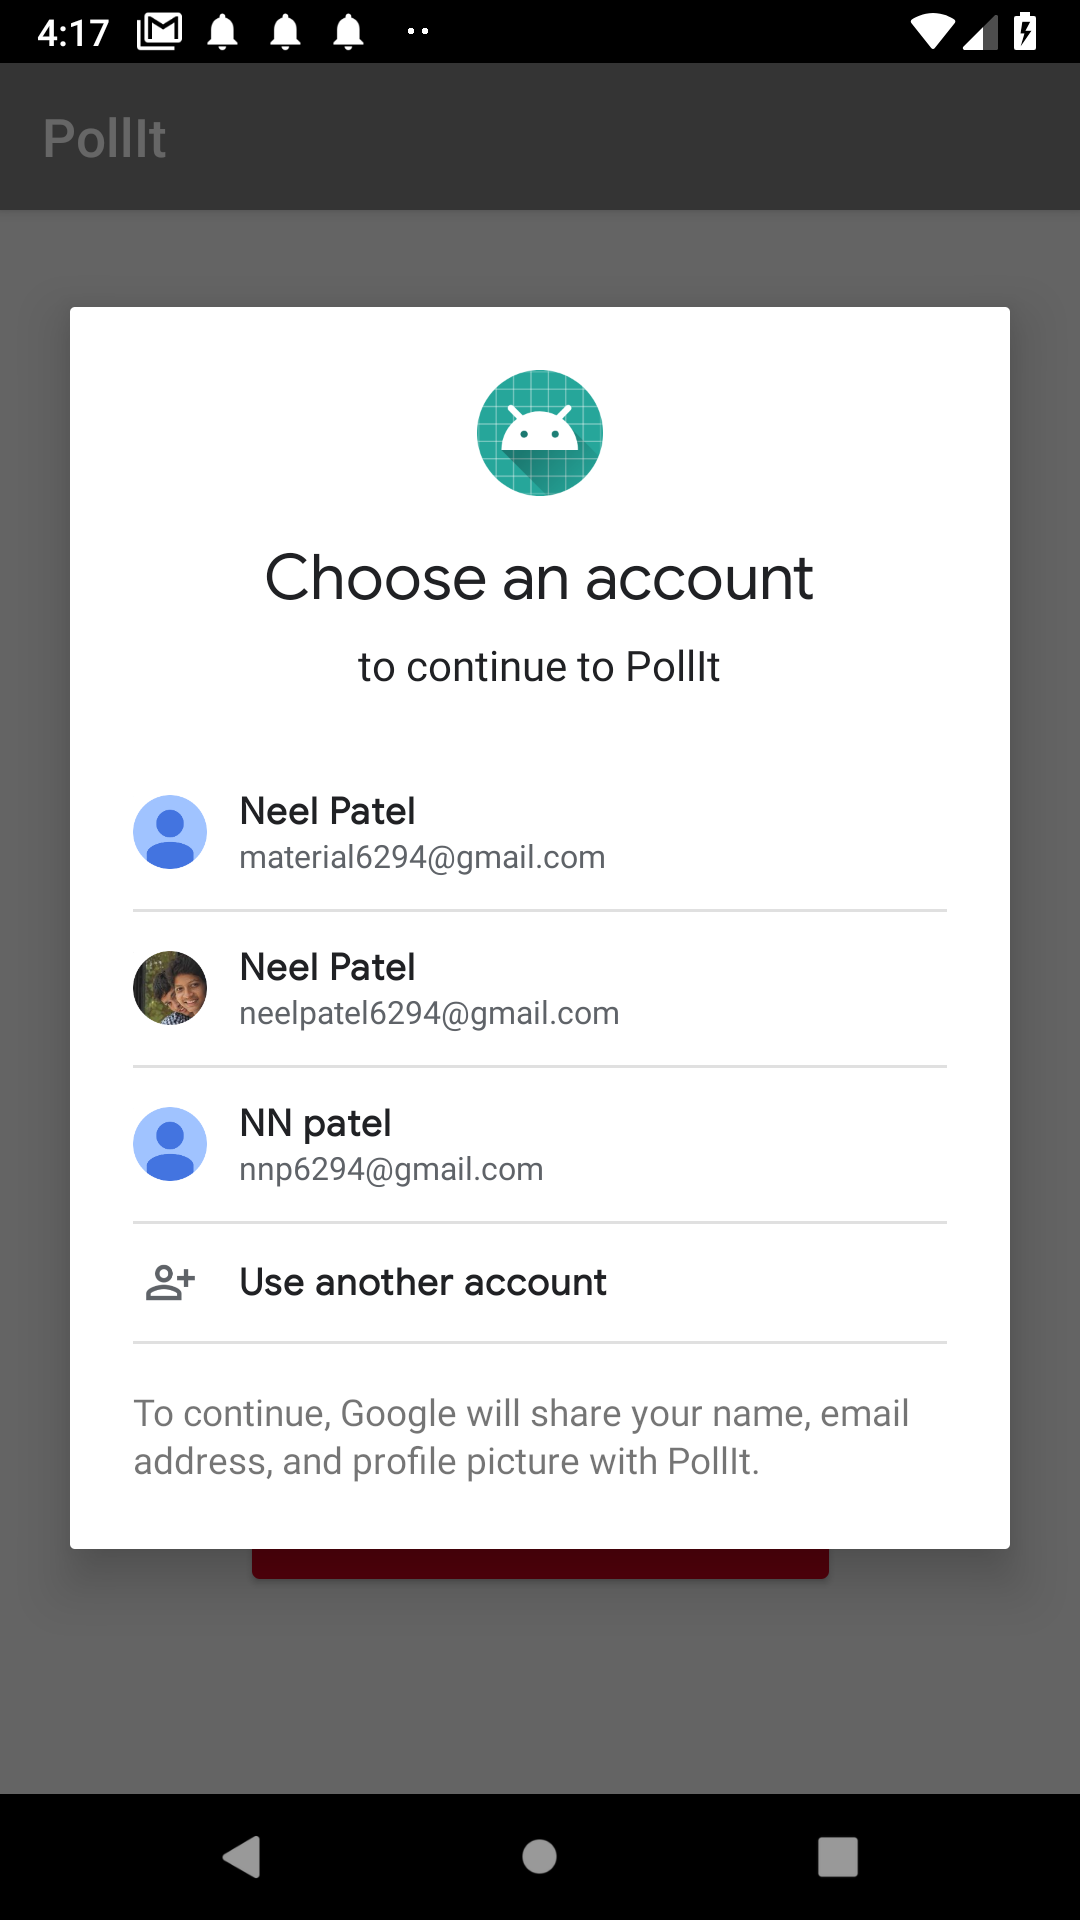 4:17
PollIt
Choose an account
to continue to PollIt
Neel Patel
material6294@gmail.com
Neel Patel
neelpatel6294@gmail.com
NN patel
nnp6294@gmail.com
Use another account
To continue, Google will share your name, email
address, and profile picture with PollIt.